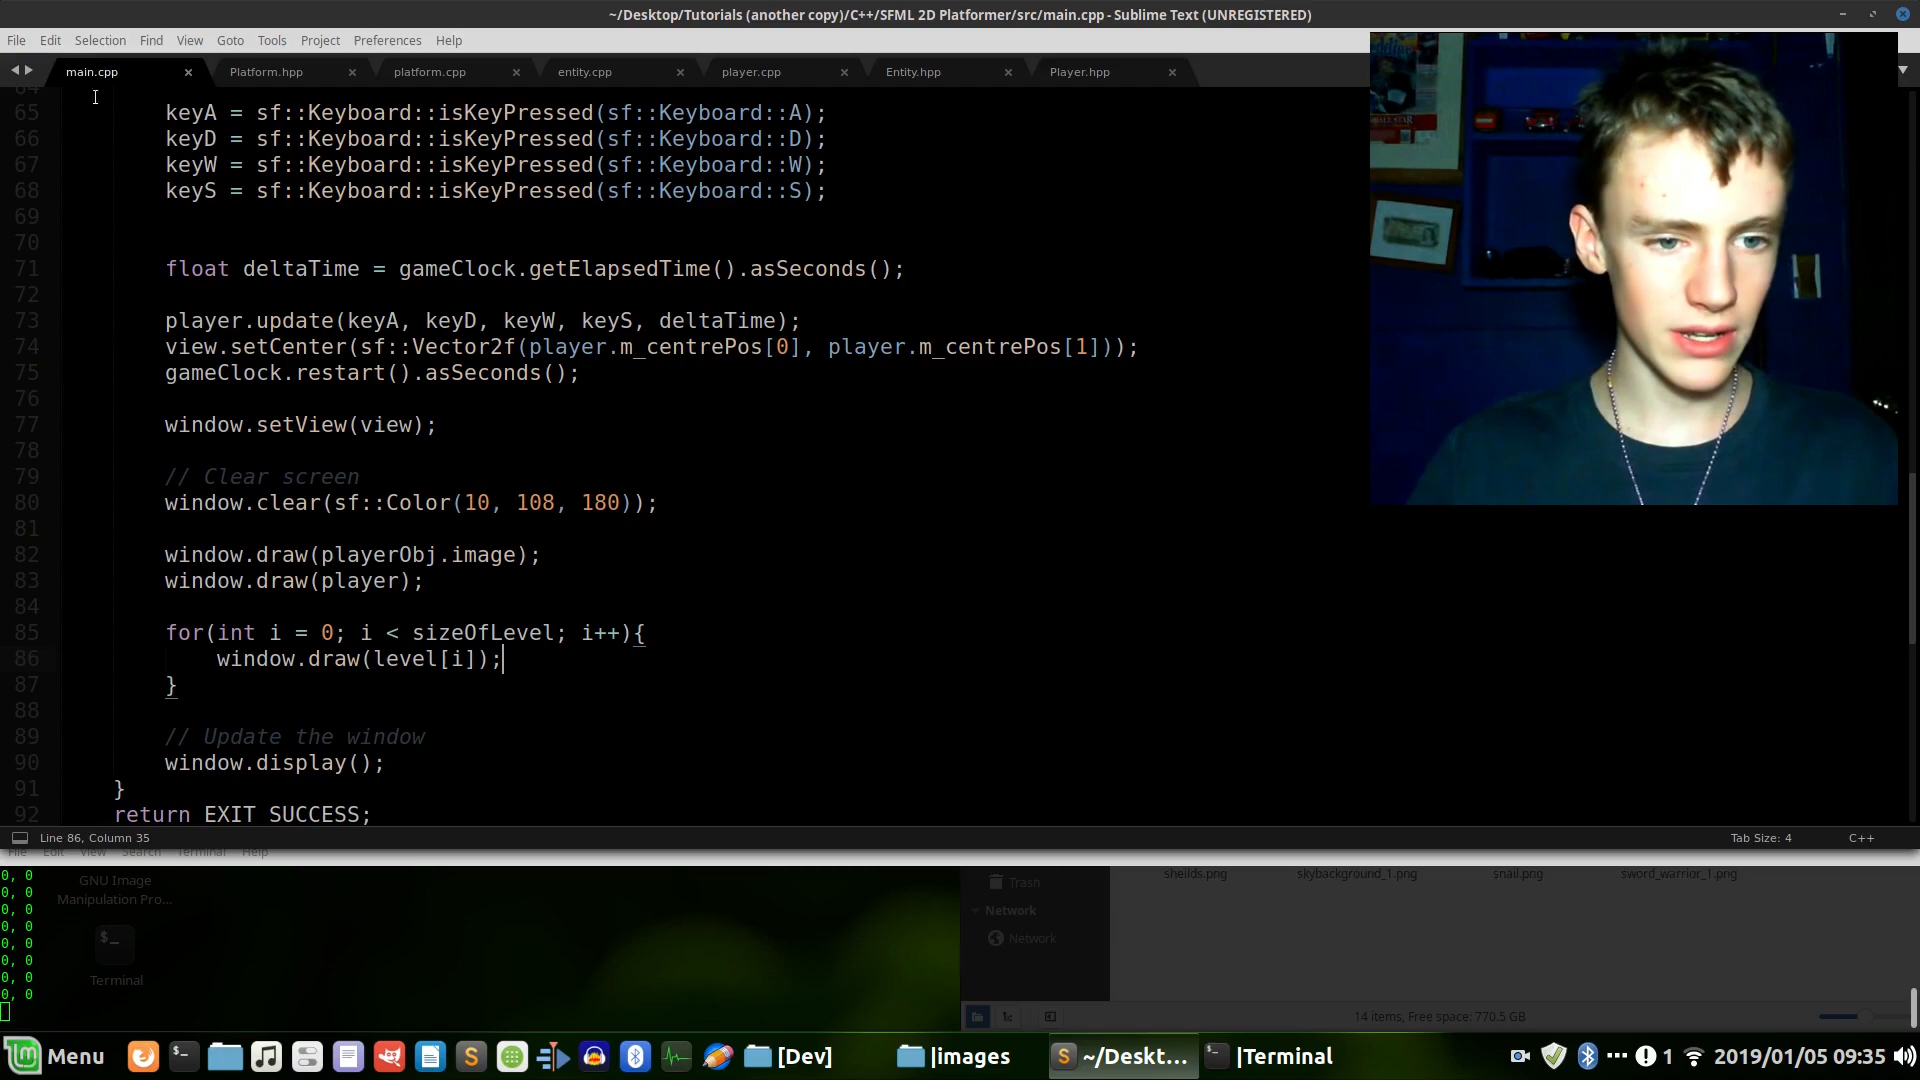 ~/Desktop/Tutorials (another copy)/C++/SFML 2D Platformer/src/main.cpp - Sublime Text (UNREGISTERED)
File Edit Selection Find View Goto Tools Project Preferences Help
main.cpp Platform.hpp platform.cpp entity.cpp player.cpp Entity.hpp Player.hpp
64
65 keyA = sf::Keyboard::isKeyPressed(sf::Keyboard::A);
66 keyD = sf::Keyboard::isKeyPressed(sf::Keyboard::D);
67 keyW = sf::Keyboard::isKeyPressed(sf::Keyboard::W);
68 keyS = sf::Keyboard::isKeyPressed(sf::Keyboard::S);
69
70
71 float deltaTime = gameClock.getElapsedTime().asSeconds();
72
73 player.update(keyA, keyD, keyW, keyS, deltaTime);
74 view.setCenter(sf::Vector2f(player.m_centrePos[0], player.m_centrePos[1]));
75 gameClock.restart().asSeconds();
76
77 window.setView(view);
78
79 // Clear screen
80 window.clear(sf::Color(10, 108, 180));
81
82 window.draw(playerObj.image);
83 window.draw(player);
84
85 for(int i = 0; i < sizeOfLevel; i++){
86 window.draw(level[i]);
87 }
88
89 // Update the window
90 window.display();
91 }
92 return EXIT_SUCCESS;
Line 86, Column 35 Tab Size: 4 C++
File Edit View Search Terminal Help
0, 0
0, 0
0, 0
0, 0
0, 0
0, 0
0, 0
0, 0
GNU Image
Manipulation Pro...
Terminal
Trash
Network
Network
sheilds.png skybackground_1.png snail.png sword_warrior_1.png
14 items, Free space: 770.5 GB
Menu [Dev] |images ~/Deskt... |Terminal 1 2019/01/05 09:35